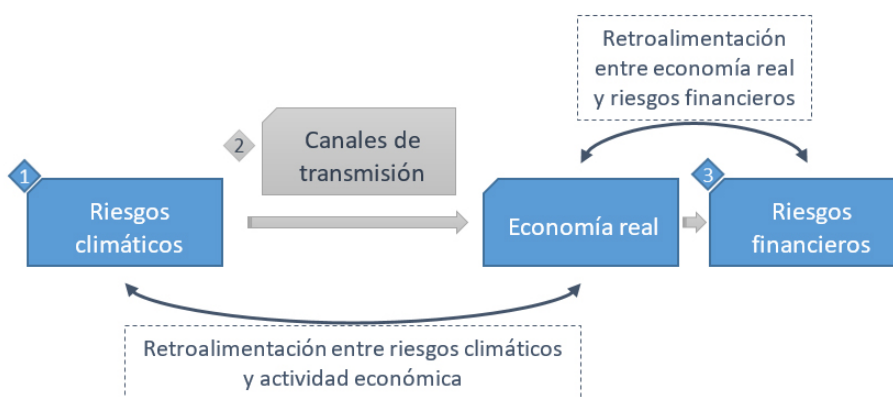 Retroalimentación
entre economía real
y riesgos financieros
2
Canales de
transmisión
1
Riesgos
climáticos
Economía real
3
Riesgos
financieros
Retroalimentación entre riesgos climáticos
y actividad económica